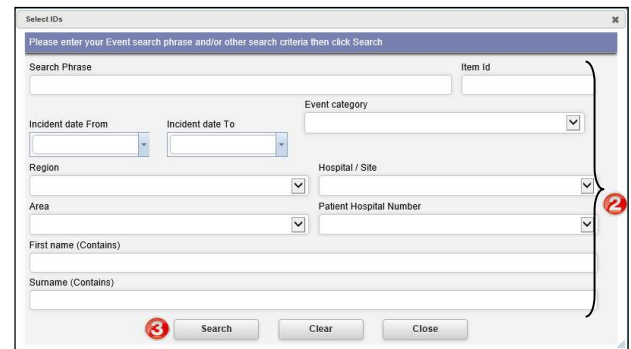 Select IDs
Please enter your Event search phrase and/or other search criteria then click Search
Search Phrase Item Id
Event category
Incident date From Incident date To
Region Hospital / Site
Area Patient Hospital Number
2
First name (Contains)
Surname (Contains)
3 Search Clear Close